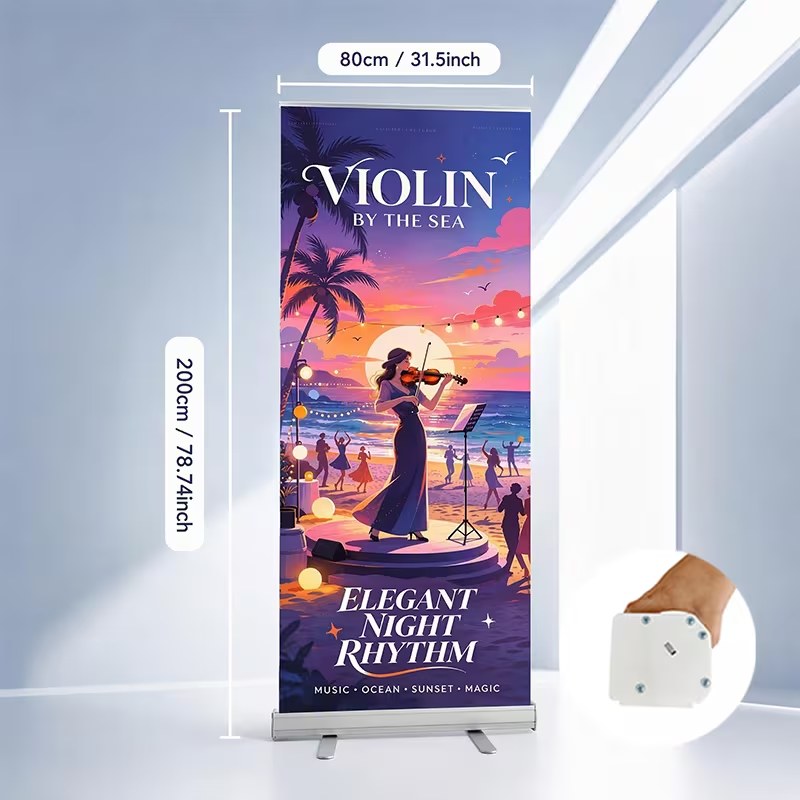 80cm / 31.5inch
200cm / 78.74inch
VIOLIN
BY THE SEA
ELEGANT
NIGHT
RHYTHM
MUSIC • OCEAN • SUNSET • MAGIC